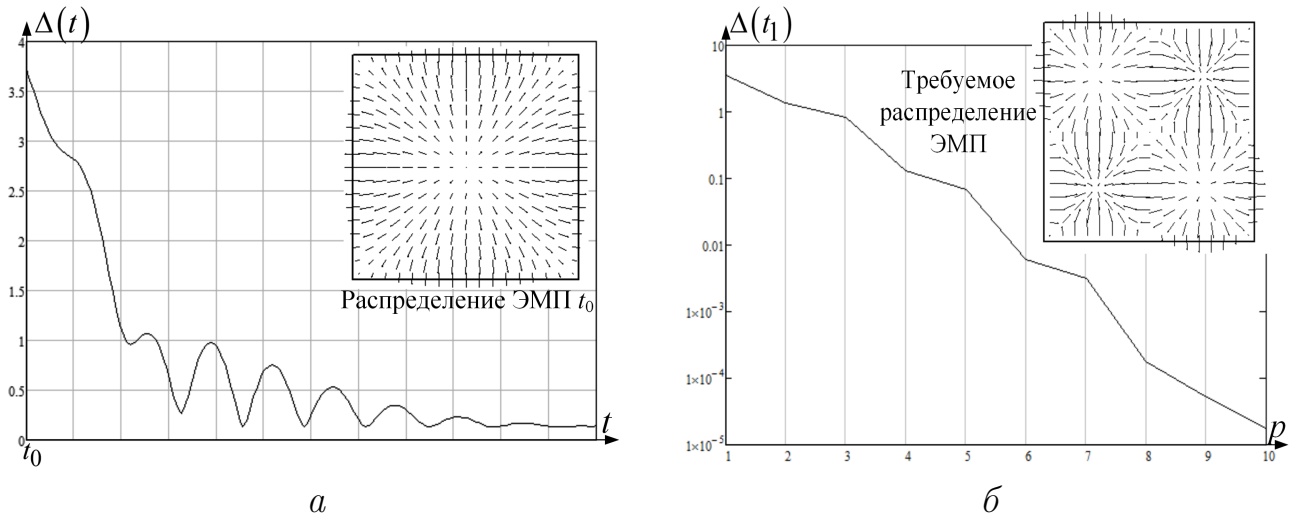 Δ(t)
4
3.5
3
2.5
2
1.5
1
0.5
0
t₀
t
Распределение ЭМП t₀
а
Δ(t₁)
10
1
0.1
0.01
1×10⁻³
1×10⁻⁴
1×10⁻⁵
1 2 3 4 5 6 7 8 9 10
p
Требуемое
распределение
ЭМП
б